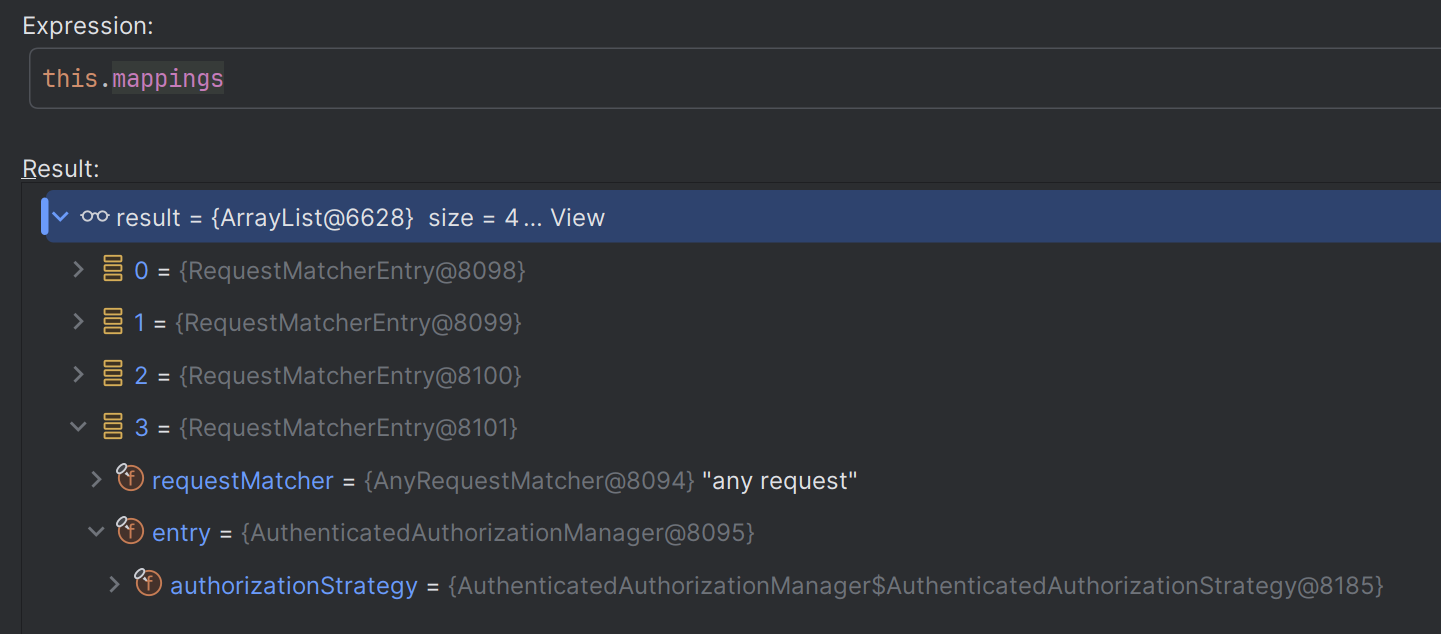 Expression:
this.mappings
Result:
result = {ArrayList@6628} size = 4 ... View
0 = {RequestMatcherEntry@8098}
1 = {RequestMatcherEntry@8099}
2 = {RequestMatcherEntry@8100}
3 = {RequestMatcherEntry@8101}
requestMatcher = {AnyRequestMatcher@8094} "any request"
entry = {AuthenticatedAuthorizationManager@8095}
authorizationStrategy = {AuthenticatedAuthorizationManager$AuthenticatedAuthorizationStrategy@8185}